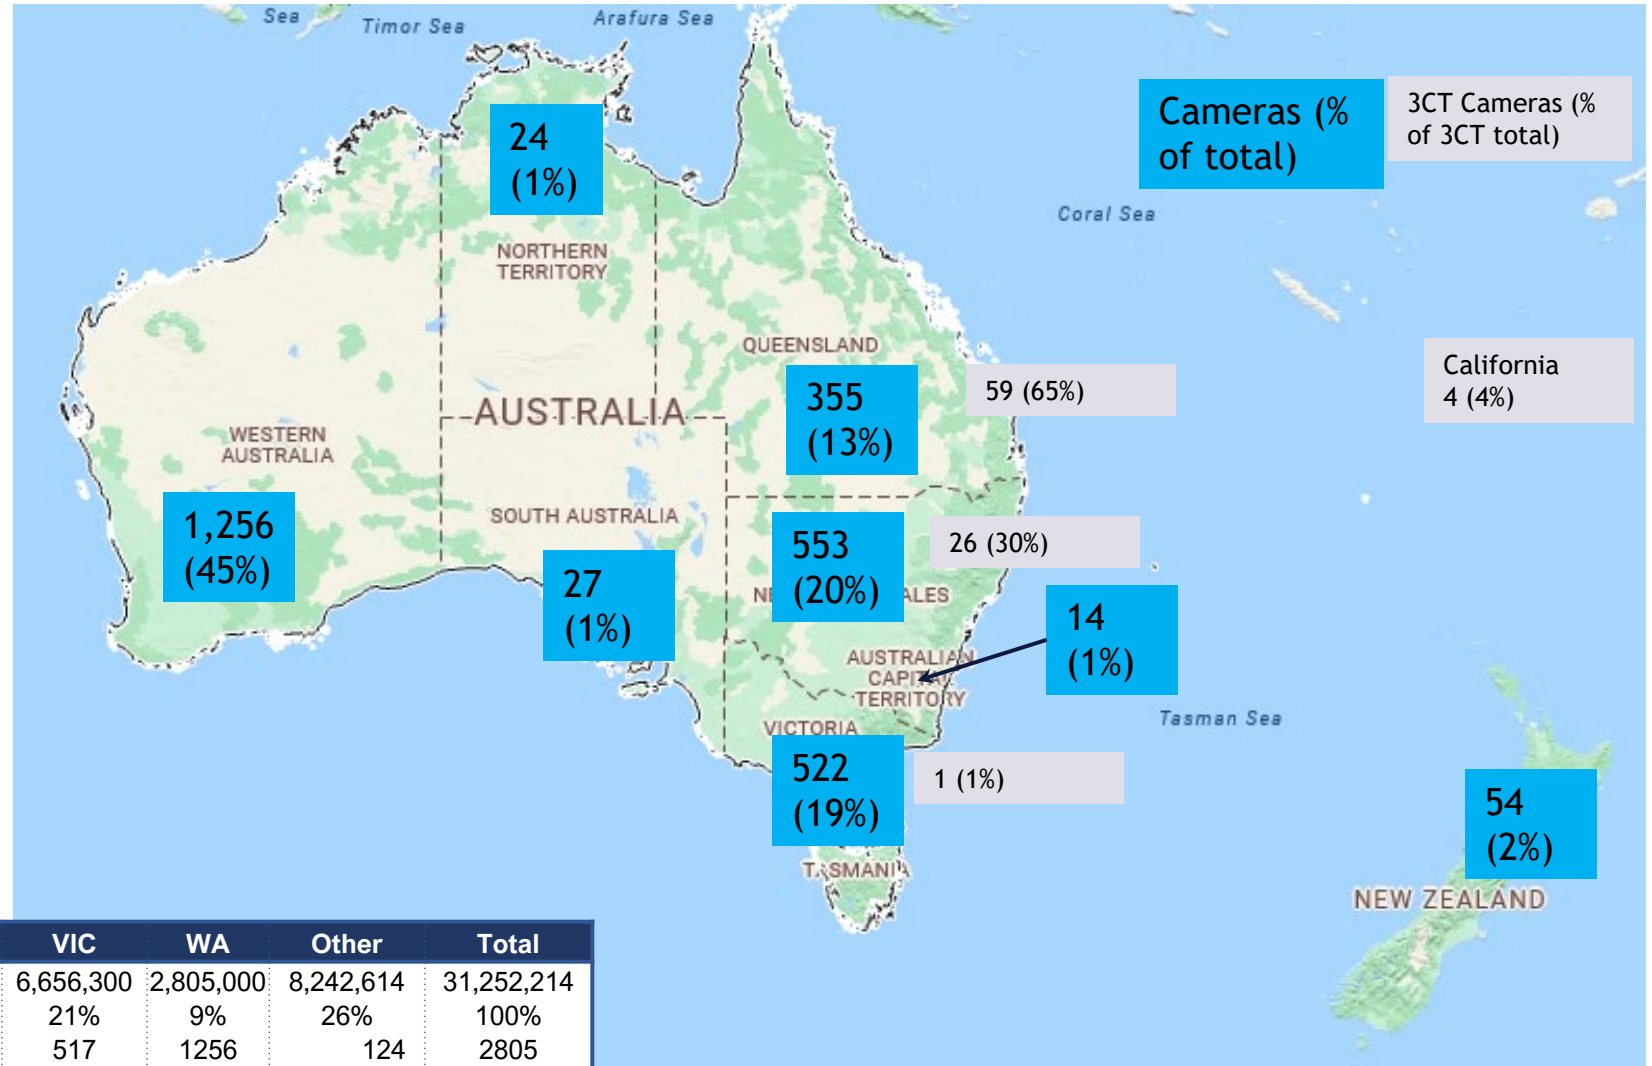 Sea
Timor Sea
Arafura Sea
Cameras (%
of total)
3CT Cameras (%
of 3CT total)
24
(1%)
Coral Sea
NORTHERN
TERRITORY
QUEENSLAND
California
4 (4%)
355
(13%)
59 (65%)
AUSTRALIA
WESTERN
AUSTRALIA
1,256
(45%)
SOUTH AUSTRALIA
553
(20%)
26 (30%)
27
(1%)
NE
ALES
14
(1%)
AUSTRALIAN
CAPITAL
TERRITORY
Tasman Sea
VICTORIA
522
(19%)
1 (1%)
54
(2%)
TASMANIA
NEW ZEALAND
VIC WA Other Total
6,656,300 2,805,000 8,242,614 31,252,214
21% 9% 26% 100%
517 1256 124 2805